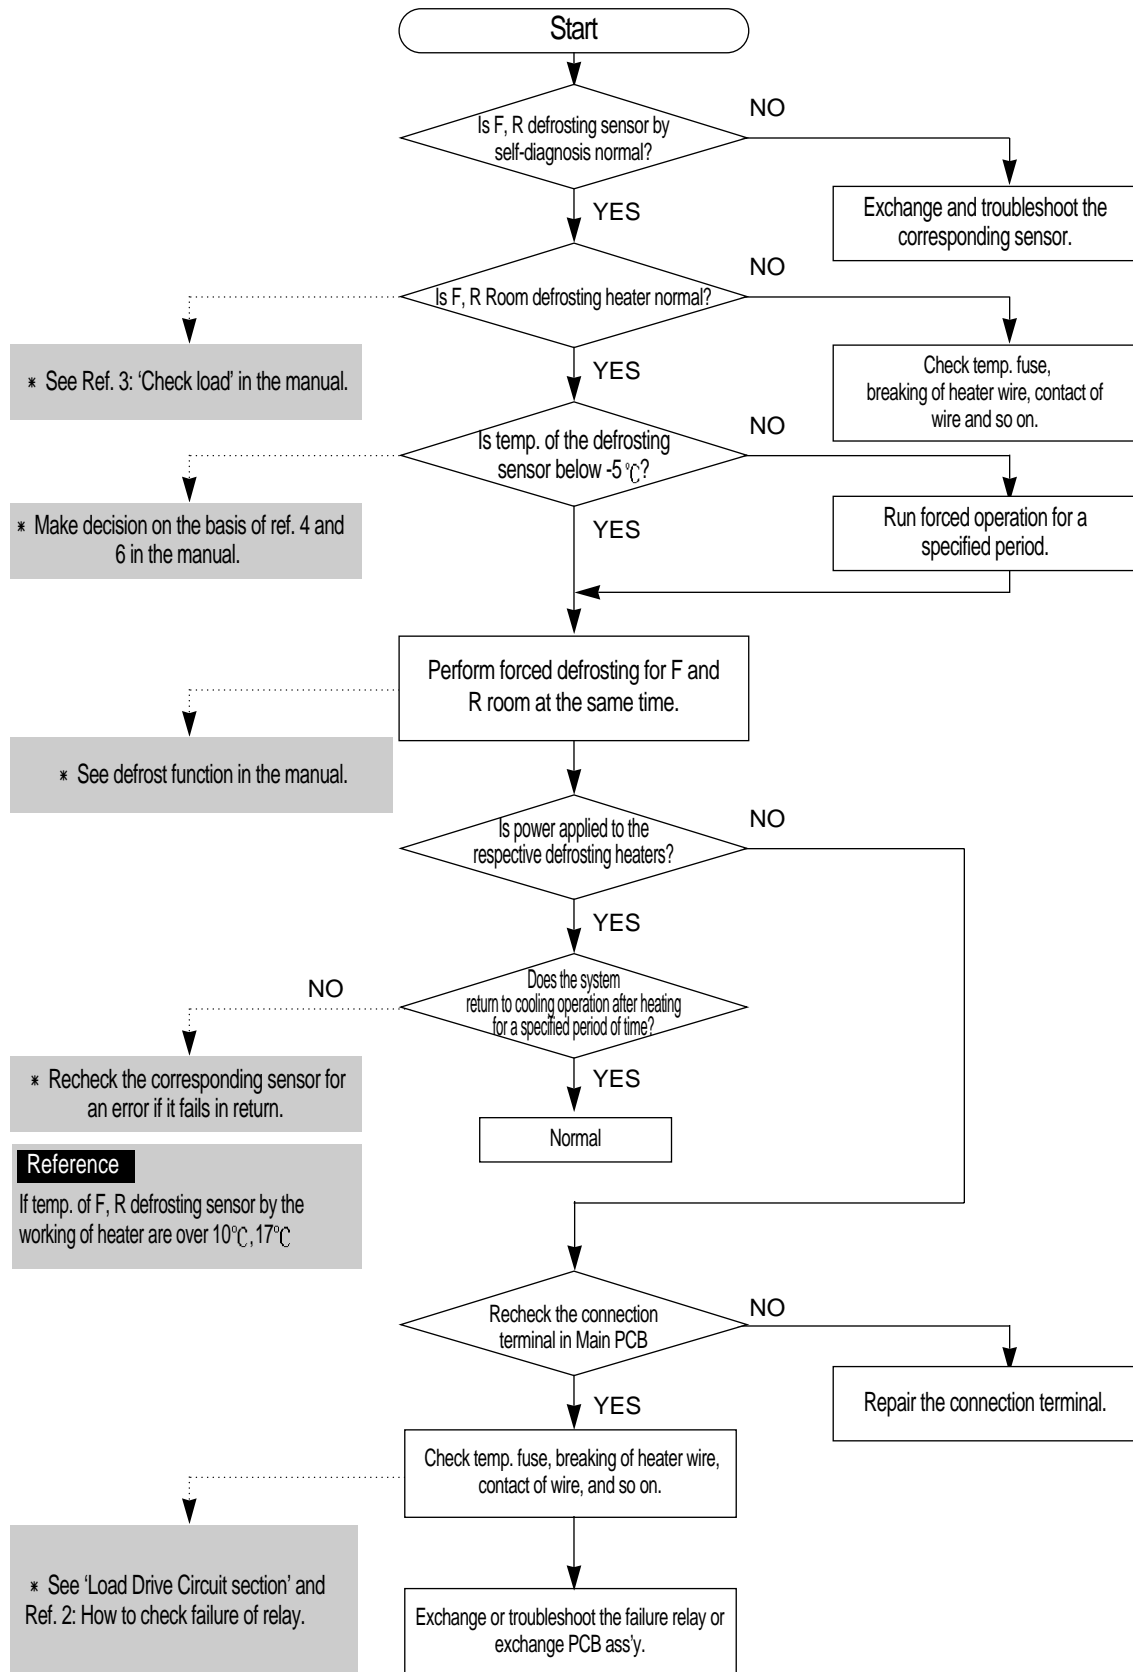 Start
Is F, R defrosting sensor by
self-diagnosis normal?
NO
Exchange and troubleshoot the
corresponding sensor.
YES
Is F, R Room defrosting heater normal?
NO
* See Ref. 3: ‘Check load’ in the manual.
Check temp. fuse,
breaking of heater wire, contact of
wire and so on.
YES
Is temp. of the defrosting
sensor below -5℃?
NO
* Make decision on the basis of ref. 4 and
6 in the manual.
Run forced operation for a
specified period.
YES
Perform forced defrosting for F and
R room at the same time.
* See defrost function in the manual.
Is power applied to the
respective defrosting heaters?
NO
YES
Does the system
return to cooling operation after heating
for a specified period of time?
NO
* Recheck the corresponding sensor for
an error if it fails in return.
YES
Normal
Reference
If temp. of F, R defrosting sensor by the
working of heater are over 10℃, 17℃
Recheck the connection
terminal in Main PCB
NO
Repair the connection terminal.
YES
Check temp. fuse, breaking of heater wire,
contact of wire, and so on.
* See ‘Load Drive Circuit section’ and
Ref. 2: How to check failure of relay.
Exchange or troubleshoot the failure relay or
exchange PCB ass'y.